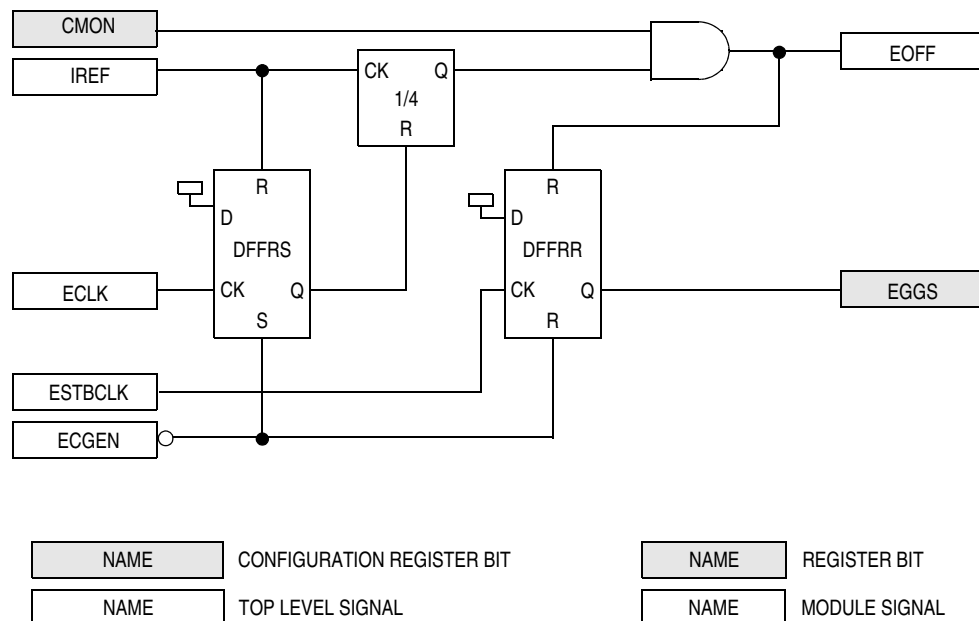 CMON
IREF
CK Q
1/4
R
EOFF
R
D
DFFRS
CK Q
S
R
D
DFFRR
CK Q
R
ECLK
EGGS
ESTBCLK
ECGEN
NAME CONFIGURATION REGISTER BIT
NAME REGISTER BIT
NAME TOP LEVEL SIGNAL
NAME MODULE SIGNAL